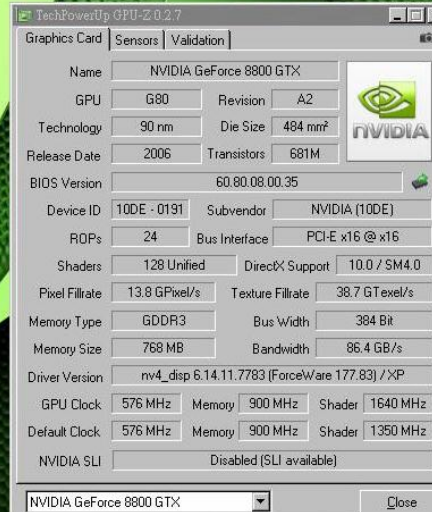 TechPowerUp GPU-Z 0.2.7
Graphics Card Sensors Validation
Name NVIDIA GeForce 8800 GTX
GPU G80 Revision A2
NVIDIA
Technology 90 nm Die Size 484 mm²
Release Date 2006 Transistors 681M
BIOS Version 60.80.08.00.35
Device ID 10DE - 0191 Subvendor NVIDIA (10DE)
ROPs 24 Bus Interface PCI-E x16 @ x16
Shaders 128 Unified DirectX Support 10.0 / SM4.0
Pixel Fillrate 13.8 GPixel/s Texture Fillrate 38.7 GTexel/s
Memory Type GDDR3 Bus Width 384 Bit
Memory Size 768 MB Bandwidth 86.4 GB/s
Driver Version nv4_disp 6.14.11.7783 (ForceWare 177.83) / XP
GPU Clock 576 MHz Memory 900 MHz Shader 1640 MHz
Default Clock 576 MHz Memory 900 MHz Shader 1350 MHz
NVIDIA SLI Disabled (SLI available)
NVIDIA GeForce 8800 GTX Close